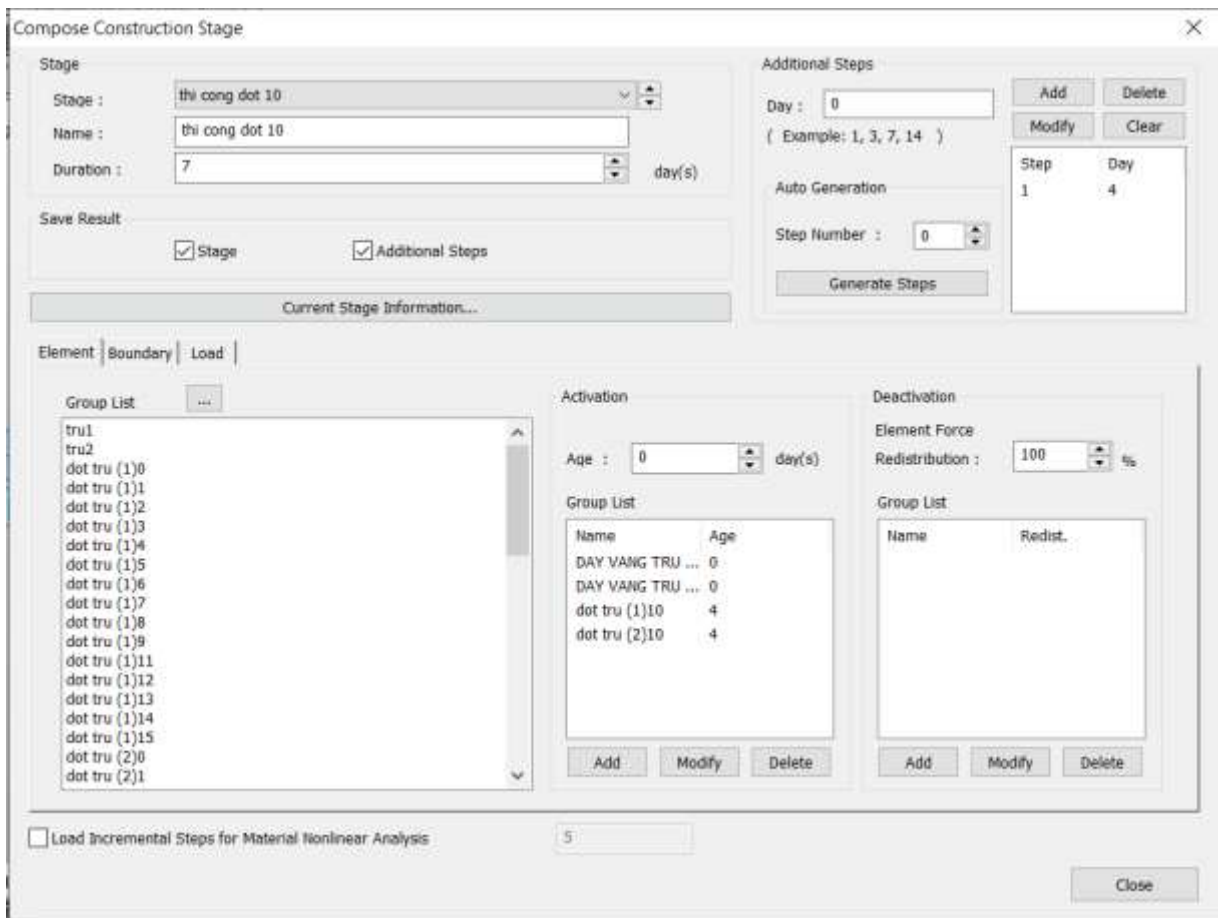 Compose Construction Stage
Stage
Stage :
thi cong dot 10
Name :
thi cong dot 10
Duration :
7
day(s)
Save Result
Stage
Additional Steps
Current Stage Information...
Additional Steps
Day :
0
( Example: 1, 3, 7, 14 )
Auto Generation
Step Number :
0
Generate Steps
Add
Delete
Modify
Clear
Step Day
1 4
Element
Boundary
Load
Group List
...
tru1
tru2
dot tru (1)0
dot tru (1)1
dot tru (1)2
dot tru (1)3
dot tru (1)4
dot tru (1)5
dot tru (1)6
dot tru (1)7
dot tru (1)8
dot tru (1)9
dot tru (1)11
dot tru (1)12
dot tru (1)13
dot tru (1)14
dot tru (1)15
dot tru (2)0
dot tru (2)1
Activation
Age :
0
day(s)
Group List
Name Age
DAY VANG TRU ... 0
DAY VANG TRU ... 0
dot tru (1)10 4
dot tru (2)10 4
Add
Modify
Delete
Deactivation
Element Force
Redistribution :
100
%
Group List
Name Redist.
Add
Modify
Delete
Load Incremental Steps for Material Nonlinear Analysis
5
Close